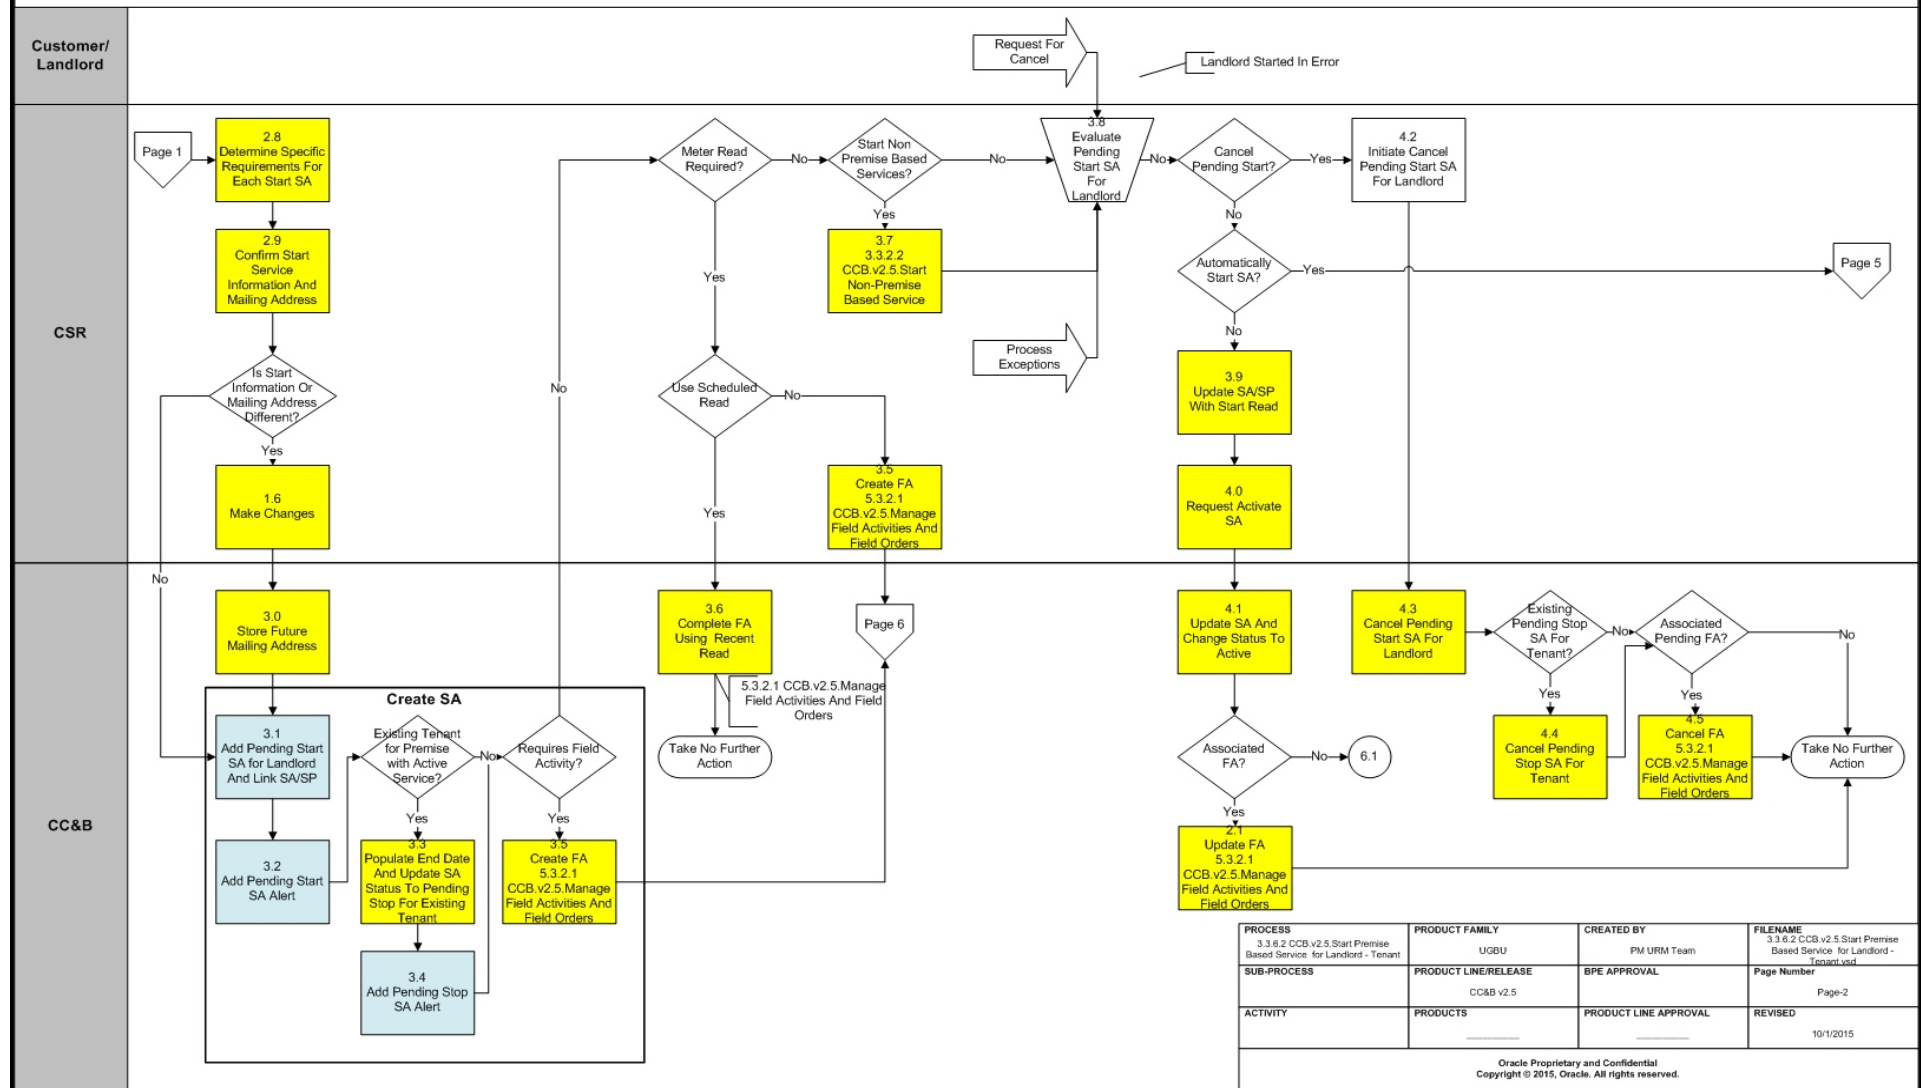 Customer/
Landlord
Request For
Cancel
Landlord Started In Error
CSR
Page 1
2.8
Determine Specific
Requirements For
Each Start SA
2.9
Confirm Start
Service
Information And
Mailing Address
Is Start
Information Or
Mailing Address
Different?
Yes
No
1.6
Make Changes
No
Meter Read
Required?
No
Start Non
Premise Based
Services?
No
Yes
3.7
3.3.2.2
CCB.v2.5.Start
Non-Premise
Based Service
Yes
Use Scheduled
Read
No
Yes
3.5
Create FA
5.3.2.1
CCB.v2.5.Manage
Field Activities And
Field Orders
Process
Exceptions
3.8
Evaluate
Pending
Start SA
For
Landlord
No
Cancel
Pending Start?
Yes
4.2
Initiate Cancel
Pending Start SA
For Landlord
No
Automatically
Start SA?
Yes
Page 5
No
3.9
Update SA/SP
With Start Read
4.0
Request Activate
SA
CC&B
3.0
Store Future
Mailing Address
Create SA
3.1
Add Pending Start
SA for Landlord
And Link SA/SP
3.2
Add Pending Start
SA Alert
Existing Tenant
for Premise
with Active
Service?
No
Yes
3.3
Populate End Date
And Update SA
Status To Pending
Stop For Existing
Tenant
3.4
Add Pending Stop
SA Alert
Requires Field
Activity?
Yes
3.5
Create FA
5.3.2.1
CCB.v2.5.Manage
Field Activities And
Field Orders
3.6
Complete FA
Using Recent
Read
5.3.2.1 CCB.v2.5.Manage
Field Activities And Field
Orders
Take No Further
Action
Page 6
4.1
Update SA And
Change Status To
Active
Associated
FA?
No
6.1
Yes
2.1
Update FA
5.3.2.1
CCB.v2.5.Manage
Field Activities And
Field Orders
4.3
Cancel Pending
Start SA For
Landlord
Existing
Pending Stop
SA For
Tenant?
No
Yes
4.4
Cancel Pending
Stop SA For
Tenant
Associated
Pending FA?
No
Yes
4.5
Cancel FA
5.3.2.1
CCB.v2.5.Manage
Field Activities And
Field Orders
Take No Further
Action
PROCESS
3.3.6.2 CCB.v2.5.Start Premise
Based Service for Landlord - Tenant
PRODUCT FAMILY
UGBU
CREATED BY
PM URM Team
FILENAME
3.3.6.2 CCB.v2.5.Start Premise
Based Service for Landlord -
Tenant.vsd
SUB-PROCESS
PRODUCT LINE/RELEASE
CC&B v2.5
BPE APPROVAL
Page Number
Page-2
ACTIVITY
PRODUCTS
PRODUCT LINE APPROVAL
REVISED
10/1/2015
Oracle Proprietary and Confidential
Copyright © 2015, Oracle. All rights reserved.